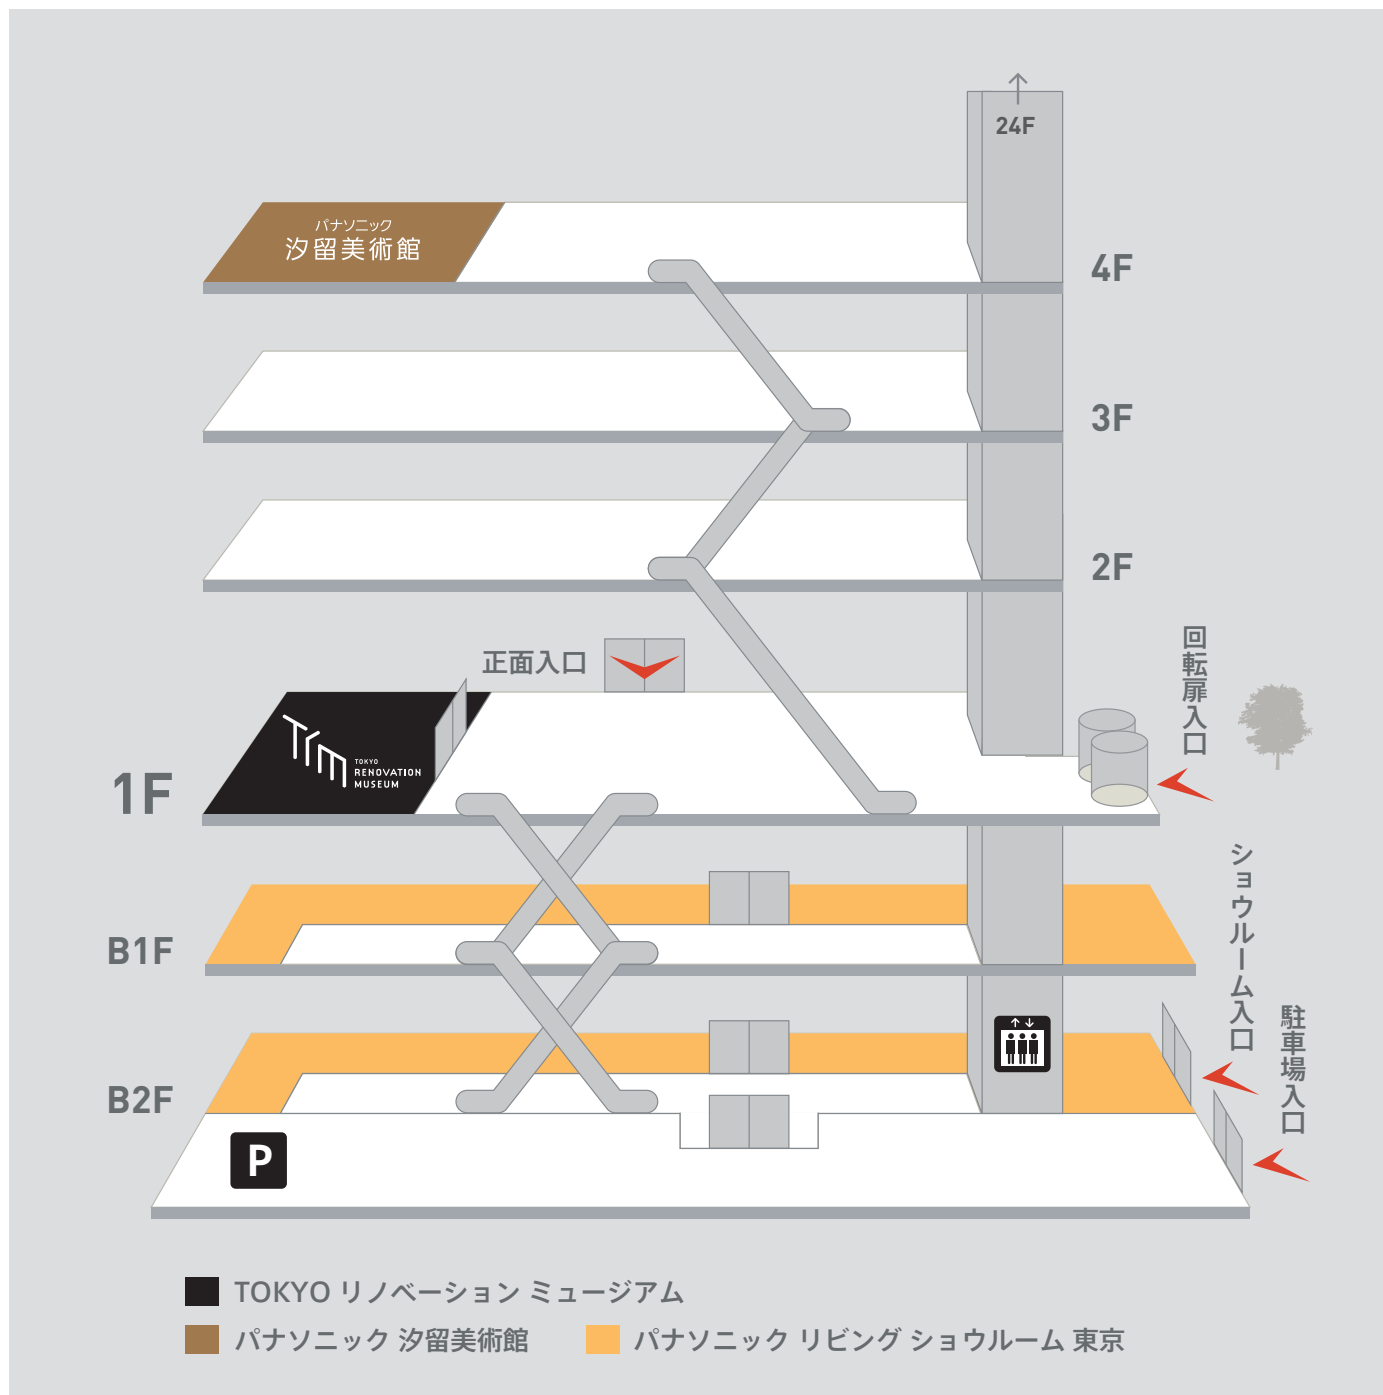 24F
パナソニック
汐留美術館
4F
3F
2F
正面入口
回転扉入口
TOKYO
RENOVATION
MUSEUM
1F
ショウルーム入口
B1F
駐車場入口
B2F
P
TOKYO リノベーション ミュージアム
パナソニック 汐留美術館
パナソニック リビング ショウルーム 東京